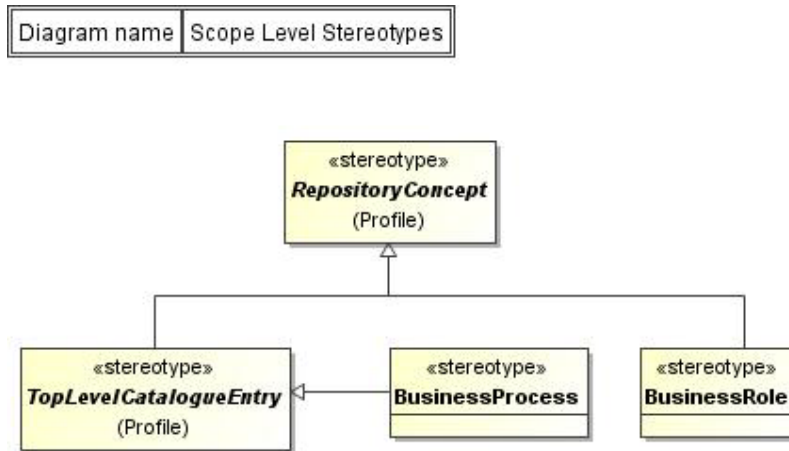 Diagram name Scope Level Stereotypes
«stereotype»
RepositoryConcept
(Profile)
«stereotype»
TopLevelCatalogueEntry
(Profile)
«stereotype»
BusinessProcess
«stereotype»
BusinessRole